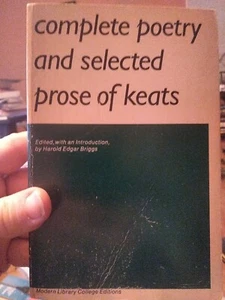 complete poetry
and selected
prose of keats
Edited, with an Introduction,
by Harold Edgar Briggs
Modern Library College Editions